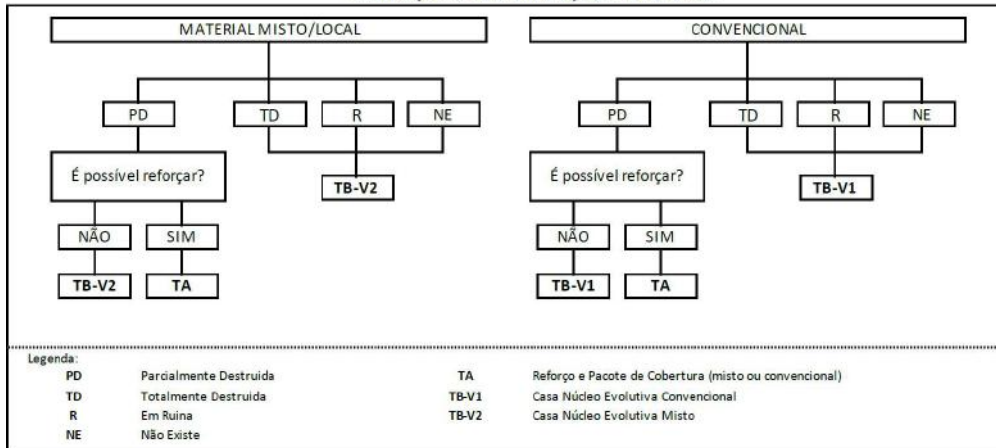 MATERIAL MISTO/LOCAL
CONVENCIONAL
PD
TD
R
NE
PD
TD
R
NE
É possível reforçar?
TB-V2
É possível reforçar?
TB-V1
NÃO
SIM
NÃO
SIM
TB-V2
TA
TB-V1
TA
Legenda:
PD Parcialmente Destruida
TA Reforço e Pacote de Cobertura (misto ou convencional)
TD Totalmente Destruida
TB-V1 Casa Núcleo Evolutiva Convencional
R Em Ruina
TB-V2 Casa Núcleo Evolutiva Misto
NE Não Existe